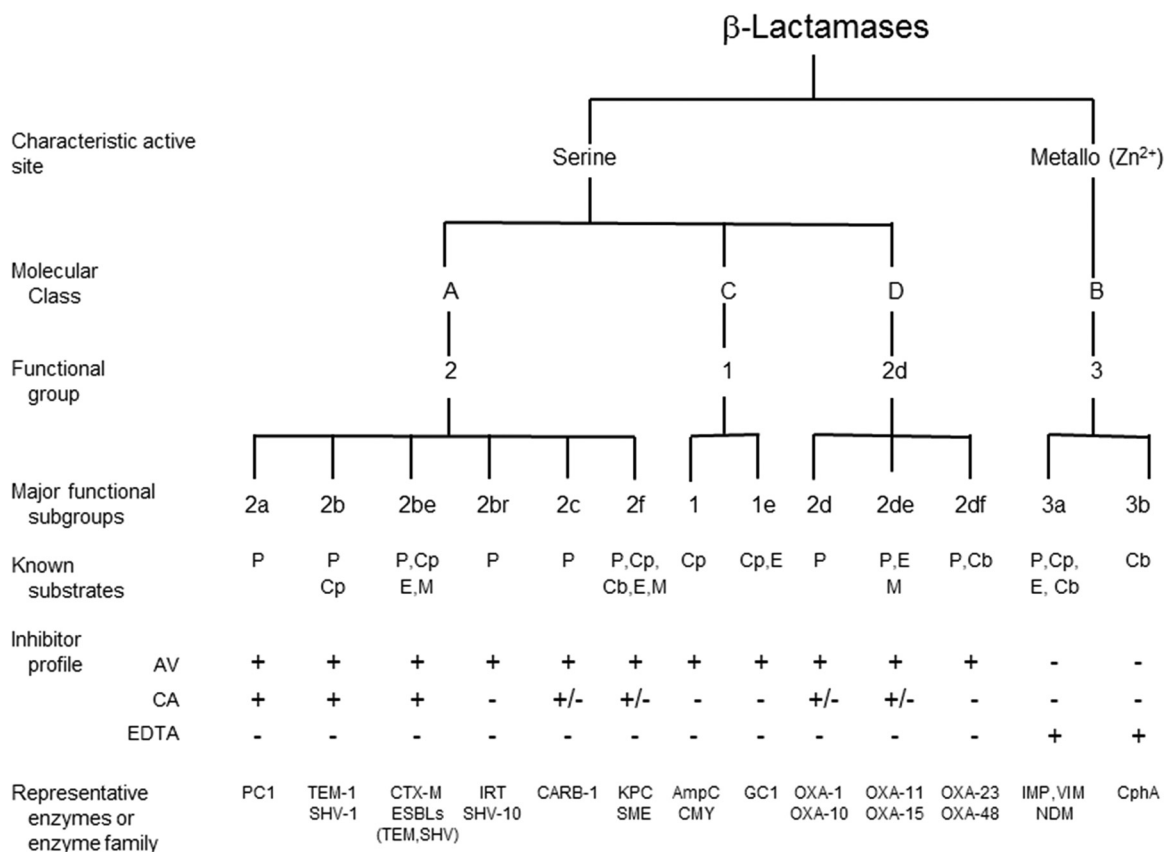 β-Lactamases
Characteristic active
site
Serine
Metallo (Zn²⁺)
Molecular
Class
A
C
D
B
Functional
group
2
1
2d
3
Major functional
subgroups
2a
2b
2be
2br
2c
2f
1
1e
2d
2de
2df
3a
3b
Known
substrates
P
P
Cp
P,Cp
E,M
P
P
P,Cp,
Cb,E,M
Cp
Cp,E
P
P,E
M
P,Cb
P,Cp,
E, Cb
Cb
Inhibitor
profile
AV + + + + + + + + + + + - -
CA + + + - +/- +/- - - +/- +/- - - -
EDTA - - - - - - - - - - - + +
Representative
enzymes or
enzyme family
PC1
TEM-1
SHV-1
CTX-M
ESBLs
(TEM,SHV)
IRT
SHV-10
CARB-1
KPC
SME
AmpC
CMY
GC1
OXA-1
OXA-10
OXA-11
OXA-15
OXA-23
OXA-48
IMP,VIM
NDM
CphA